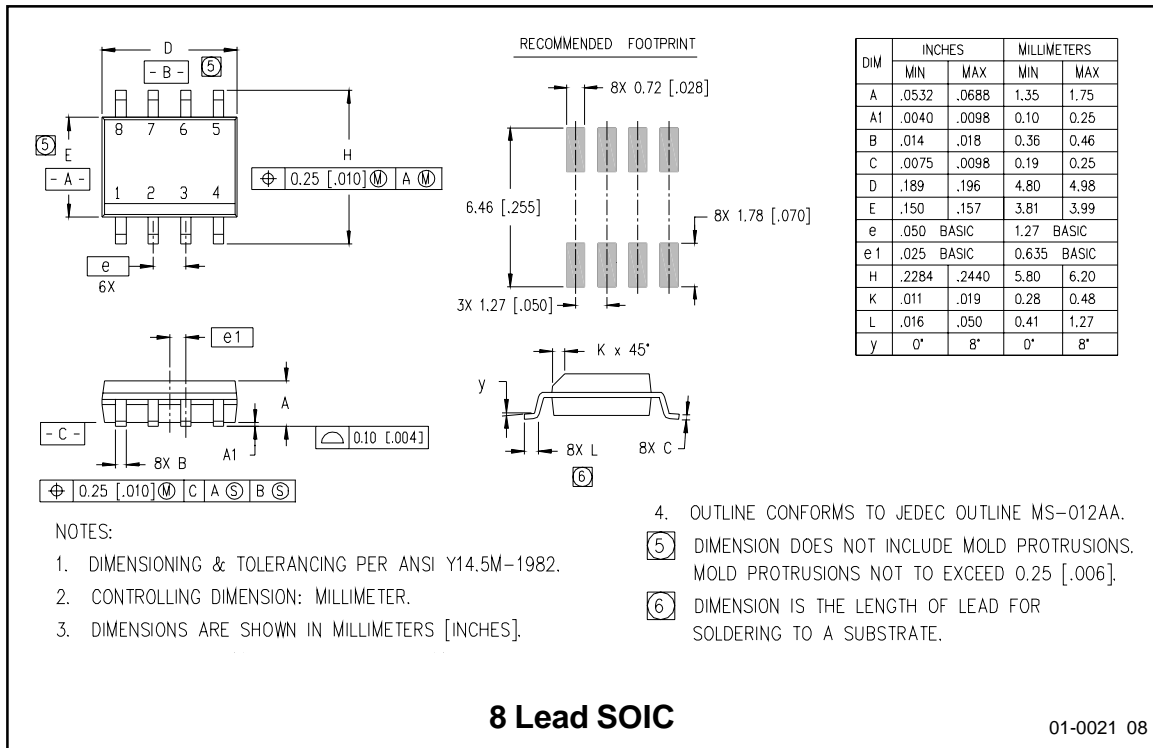 D
- B -
5
8 7 6 5
5
E
- A -
1 2 3 4
H
⌖ 0.25 [.010] Ⓜ A Ⓜ
e
6X
RECOMMENDED FOOTPRINT
8X 0.72 [.028]
6.46 [.255]
8X 1.78 [.070]
3X 1.27 [.050]
DIM INCHES MILLIMETERS
MIN MAX MIN MAX
A .0532 .0688 1.35 1.75
A1 .0040 .0098 0.10 0.25
B .014 .018 0.36 0.46
C .0075 .0098 0.19 0.25
D .189 .196 4.80 4.98
E .150 .157 3.81 3.99
e .050 BASIC 1.27 BASIC
e1 .025 BASIC 0.635 BASIC
H .2284 .2440 5.80 6.20
K .011 .019 0.28 0.48
L .016 .050 0.41 1.27
y 0° 8° 0° 8°
e1
A
- C -
8X B
A1
⌓ 0.10 [.004]
⌖ 0.25 [.010] Ⓜ C A Ⓢ B Ⓢ
K x 45°
y
8X L
6
8X C
NOTES:
1. DIMENSIONING & TOLERANCING PER ANSI Y14.5M-1982.
2. CONTROLLING DIMENSION: MILLIMETER.
3. DIMENSIONS ARE SHOWN IN MILLIMETERS [INCHES].
4. OUTLINE CONFORMS TO JEDEC OUTLINE MS-012AA.
5 DIMENSION DOES NOT INCLUDE MOLD PROTRUSIONS.
MOLD PROTRUSIONS NOT TO EXCEED 0.25 [.006].
6 DIMENSION IS THE LENGTH OF LEAD FOR
SOLDERING TO A SUBSTRATE.
8 Lead SOIC
01-0021 08